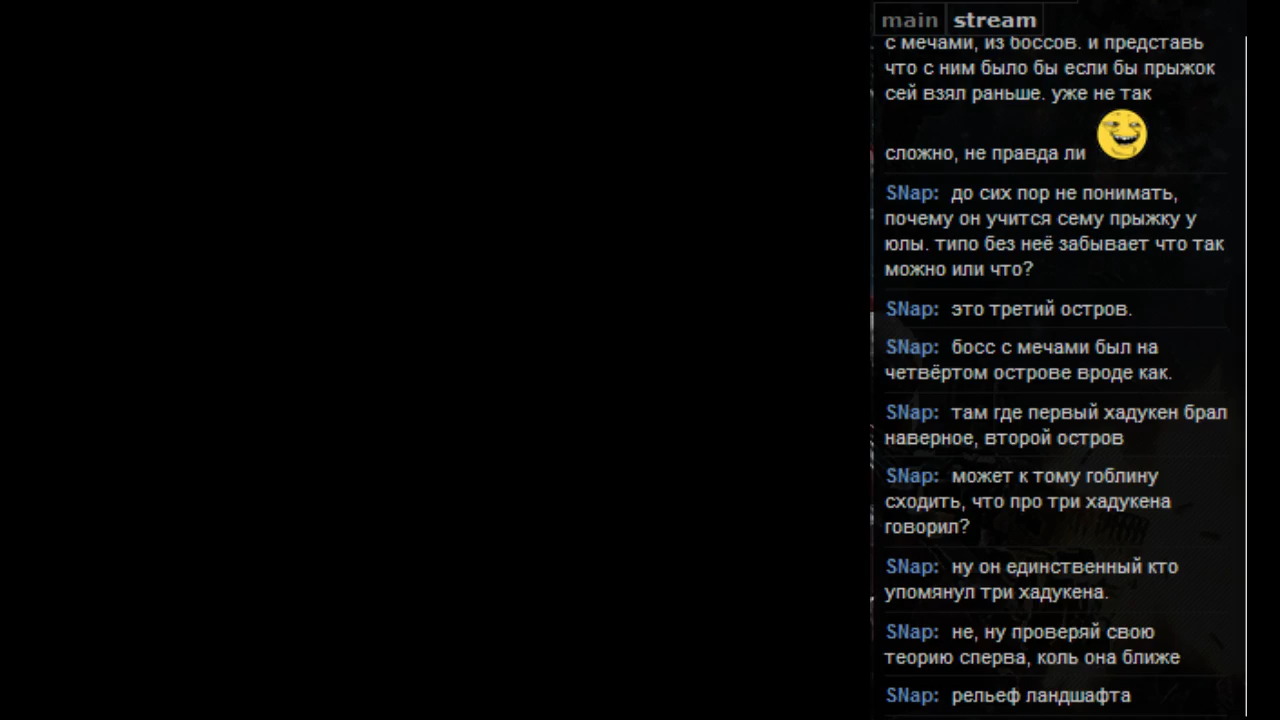 main stream
с мечами, из боссов. и представь
что с ним было бы если бы прыжок
сей взял раньше. уже не так
сложно, не правда ли
SNap: до сих пор не понимать,
почему он учится сему прыжку у
юлы. типо без неё забывает что так
можно или что?
SNap: это третий остров.
SNap: босс с мечами был на
четвёртом острове вроде как.
SNap: там где первый хадукен брал
наверное, второй остров
SNap: может к тому гоблину
сходить, что про три хадукена
говорил?
SNap: ну он единственный кто
упомянул три хадукена.
SNap: не, ну проверяй свою
теорию сперва, коль она ближе
SNap: рельеф ландшафта